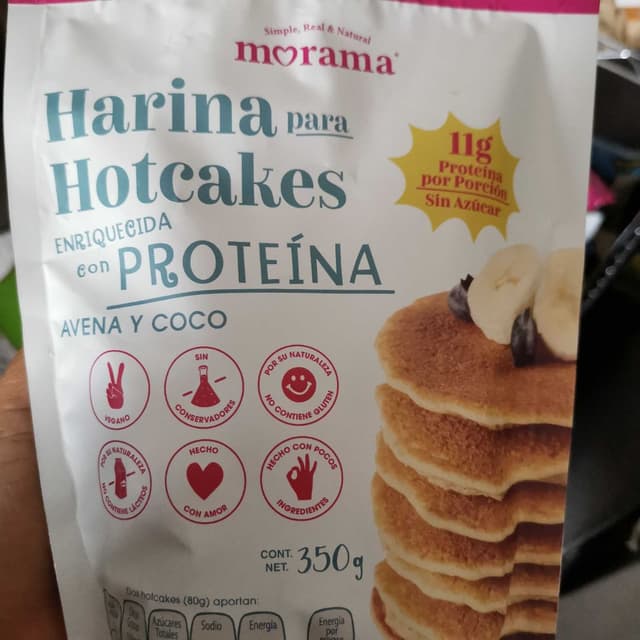 Simple, Real & Natural
morama
Harina para
Hotcakes
ENRIQUECIDA
con PROTEÍNA
AVENA Y COCO
11g
Proteína
por Porción
Sin Azúcar
VEGANO
SIN
CONSERVADORES
POR SU NATURALEZA
NO CONTIENE GLUTEN
POR SU NATURALEZA
NO CONTIENE LÁCTEOS
HECHO
CON AMOR
HECHO CON POCOS
INGREDIENTES
CONT.
NET. 350g
Dos hotcakes (80g) aportan:
Azúcares
Totales
Sodio
Energía
Energía
por